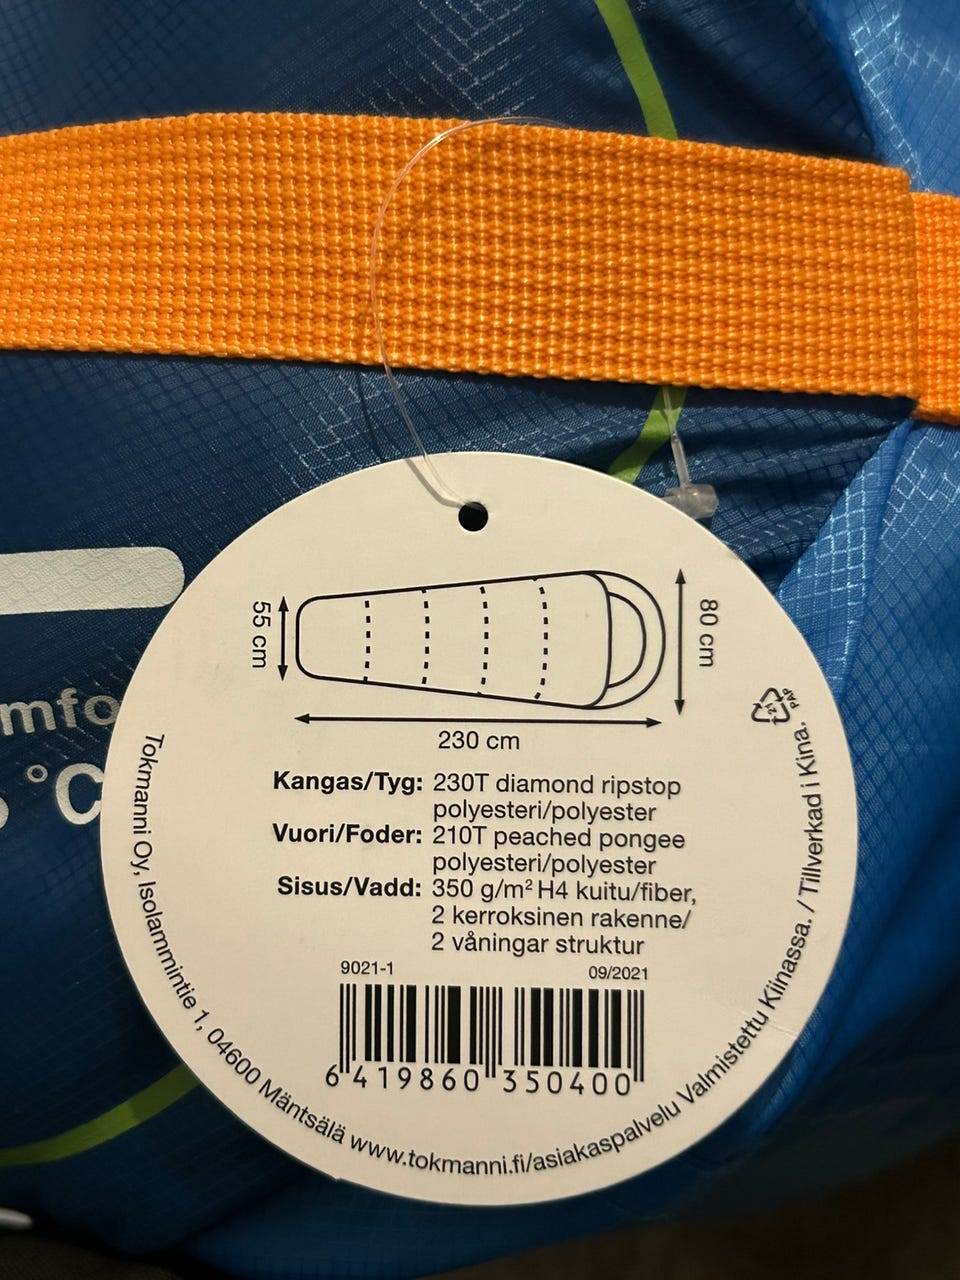 55 cm
80 cm
230 cm
21
PAP
Kangas/Tyg: 230T diamond ripstop
polyesteri/polyester
Vuori/Foder: 210T peached pongee
polyesteri/polyester
Sisus/Vadd: 350 g/m² H4 kuitu/fiber,
2 kerroksinen rakenne/
2 våningar struktur
9021-1 09/2021
6 419860 350400
Tokmanni Oy, Isolammintie 1, 04600 Mäntsälä www.tokmanni.fi/asiakaspalvelu Valmistettu Kiinassa. / Tillverkad i Kina.
mfo
°C